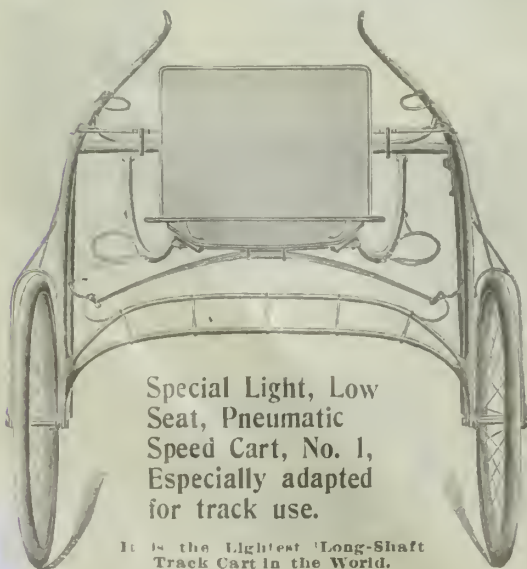 Special Light, Low
Seat, Pneumatic
Speed Cart, No. 1,
Especially adapted
for track use.
It is the Lightest Long-Shaft
Track Cart in the World.